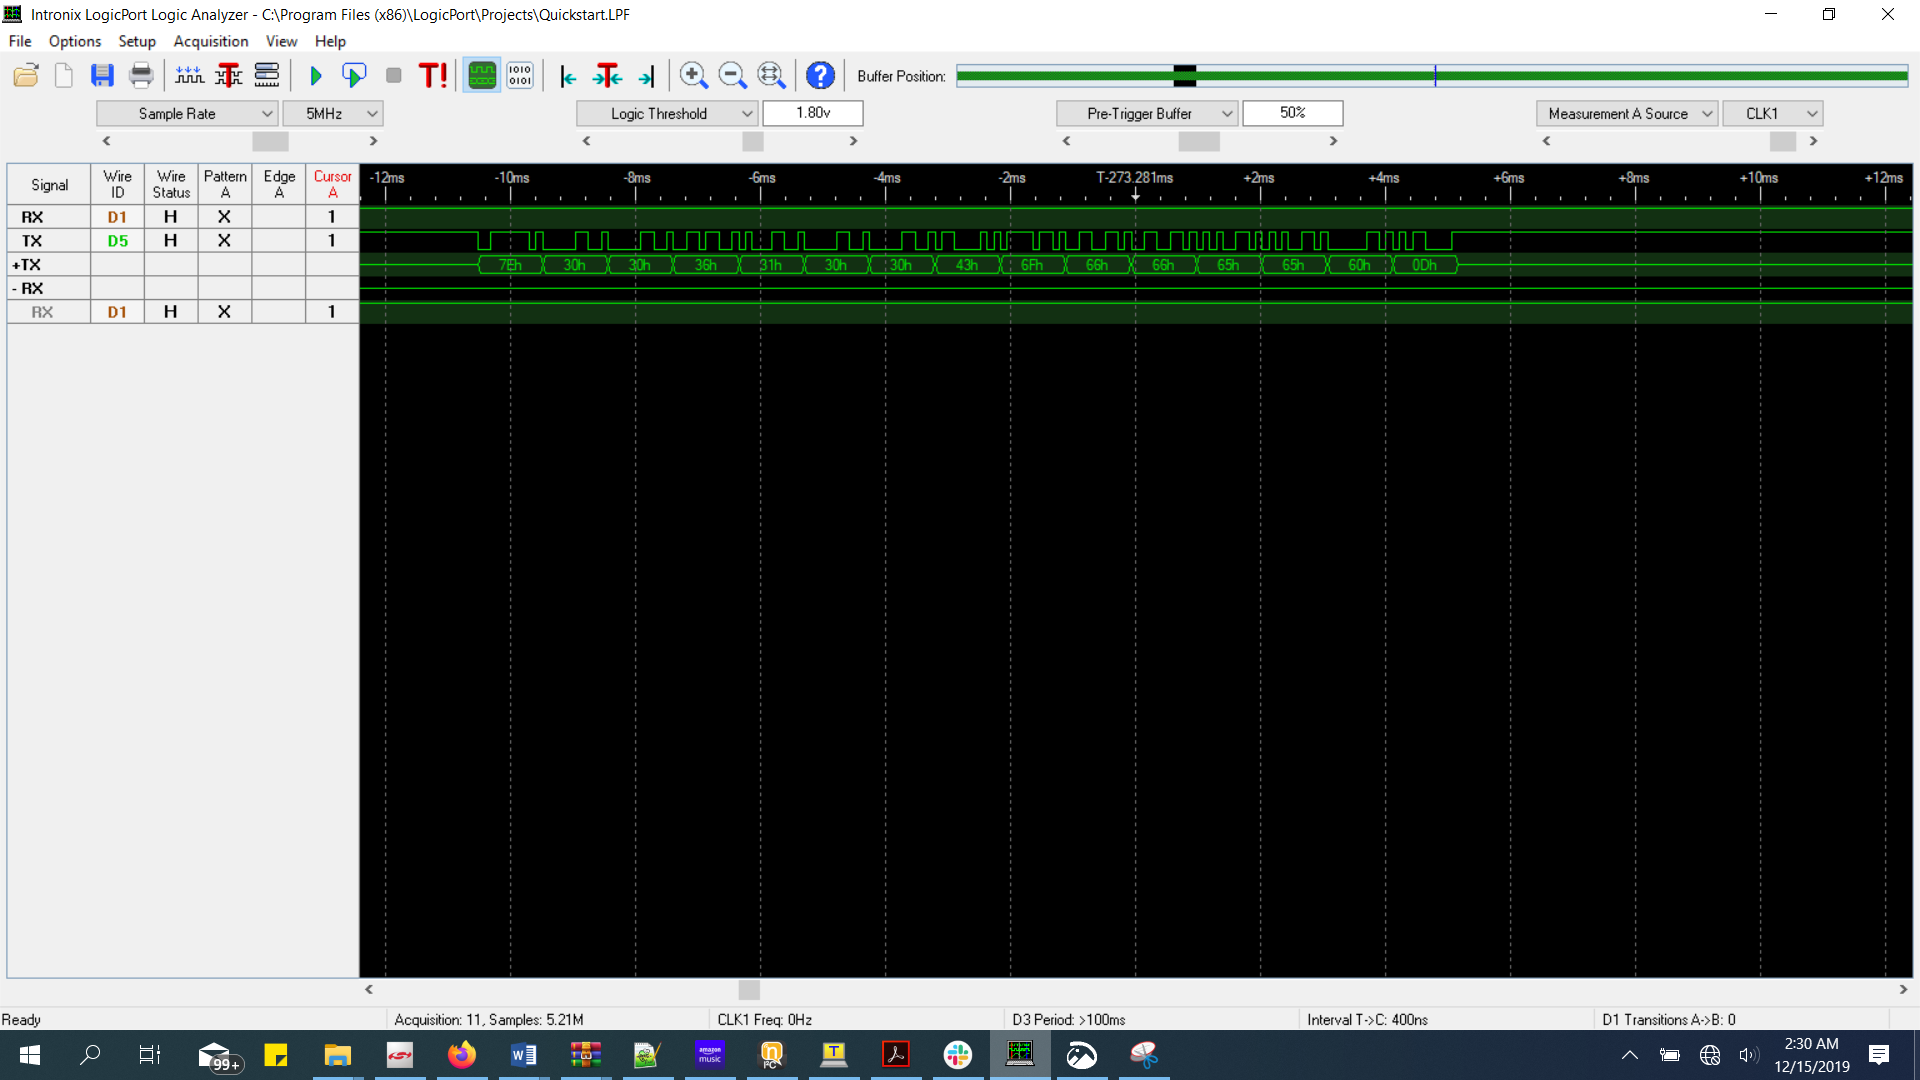 Intronix LogicPort Logic Analyzer - C:\Program Files (x86)\LogicPort\Projects\Quickstart.LPF
File Options Setup Acquisition View Help
T! 1010 0101 ? Buffer Position:
Sample Rate 5MHz Logic Threshold 1.80v Pre-Trigger Buffer 50% Measurement A Source CLK1
Signal Wire ID Wire Status Pattern A Edge A Cursor A -12ms -10ms -8ms -6ms -4ms -2ms T-273.281ms +2ms +4ms +6ms +8ms +10ms +12ms
RX D1 H X 1
TX D5 H X 1
+TX 7Eh 30h 30h 36h 31h 30h 30h 43h 6Fh 66h 66h 65h 65h 60h 0Dh
- RX
RX D1 H X 1
Ready Acquisition: 11, Samples: 5.21M CLK1 Freq: 0Hz D3 Period: >100ms Interval T->C: 400ns D1 Transitions A->B: 0
99+ W amazon music n I²C T 2:30 AM
12/15/2019